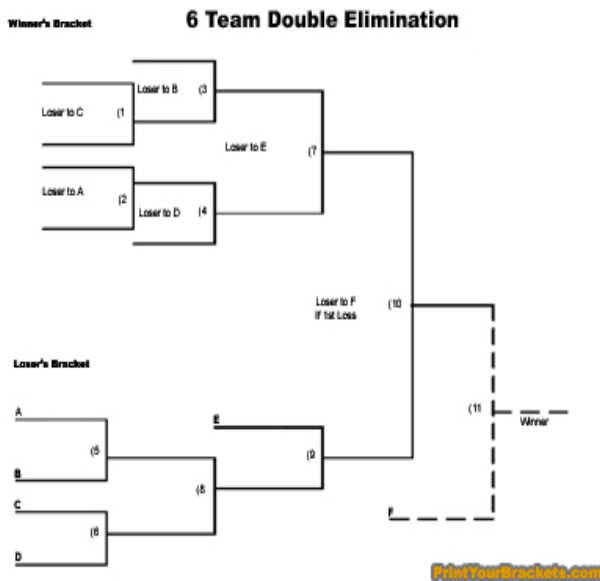 6 Team Double Elimination
Winner's Bracket
Loser to B (3
Loser to C (1
Loser to E (7
Loser to A (2
Loser to D (4
Loser to F (10
If 1st Loss
Loser's Bracket
A
E
(11
Winner
(5
(9
B
(8
C
F
(6
D
PrintYourBrackets.com